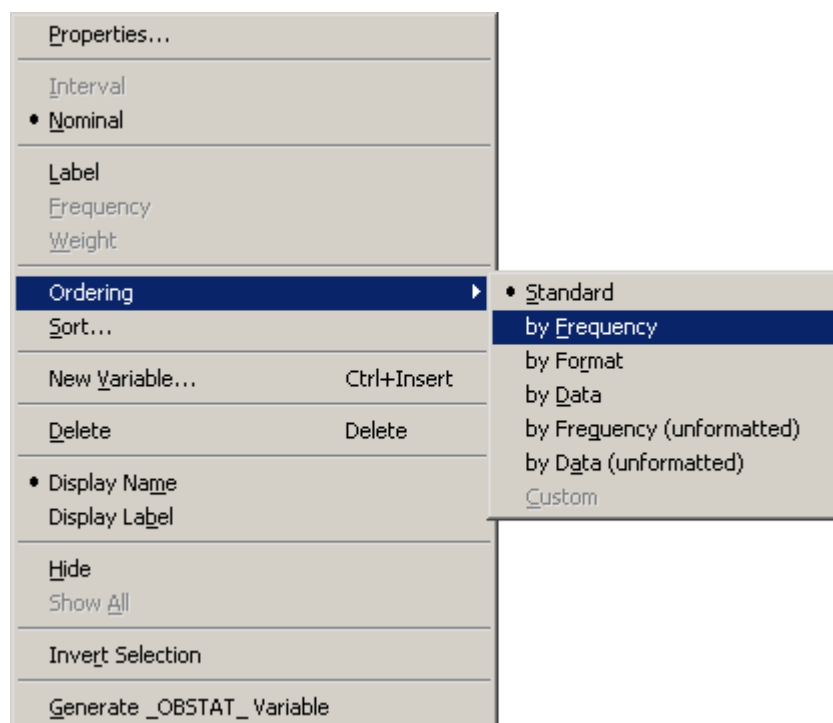 Properties...
Interval
• Nominal
Label
Frequency
Weight
Ordering
Sort...
New Variable... Ctrl+Insert
Delete Delete
• Display Name
Display Label
Hide
Show All
Invert Selection
Generate _OBSTAT_ Variable
• Standard
by Frequency
by Format
by Data
by Frequency (unformatted)
by Data (unformatted)
Custom